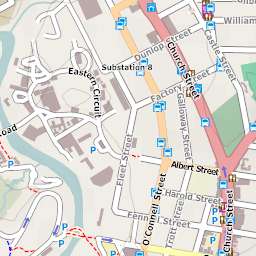 William
Dunlop Street
Castle Street
Substation 8
Church Street
Eastern Circuit
Factory Street
Galloway Street
Road
Fleet Street
Albert Street
O'Connell Street
Harold Street
Fennell Street
Church Street
P
P
P
P
P
P